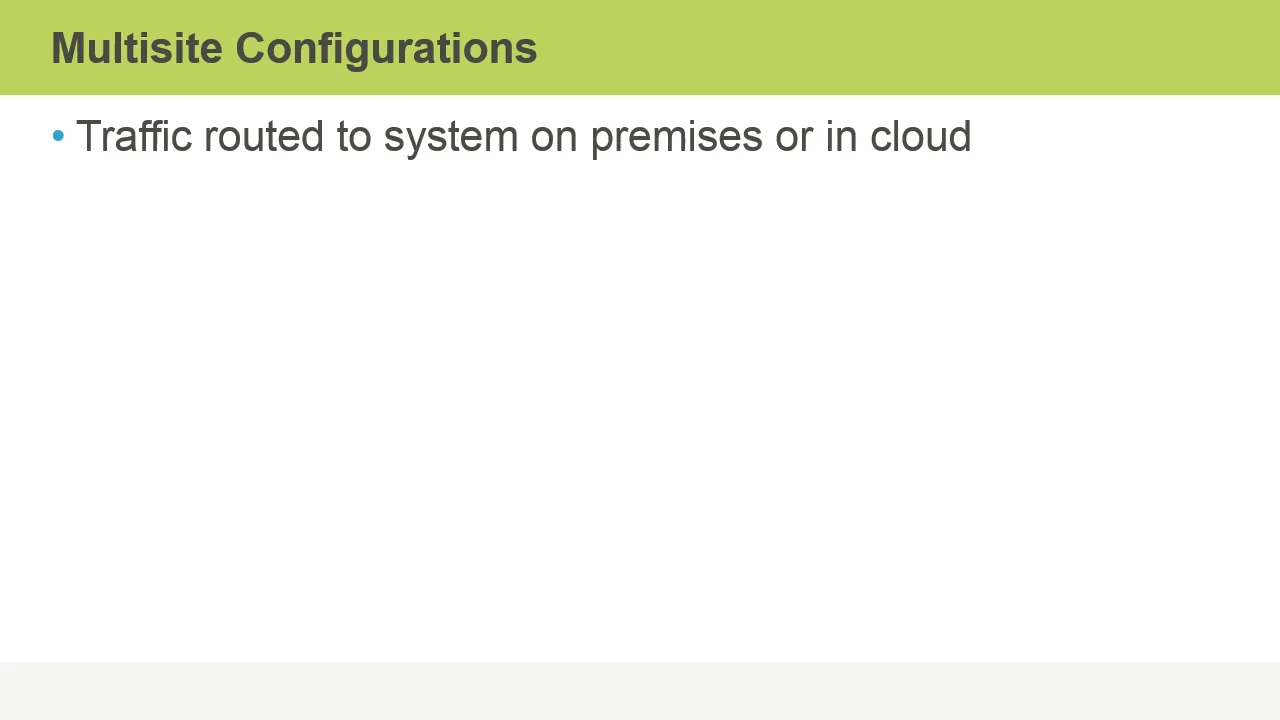 Multisite Configurations
• Traffic routed to system on premises or in cloud